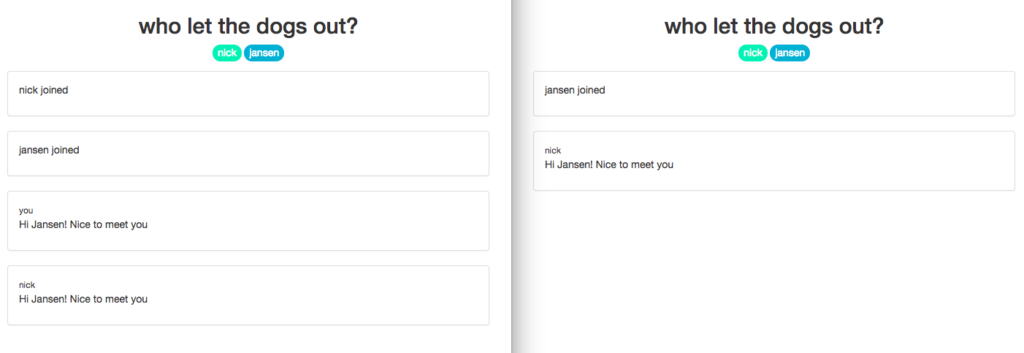 who let the dogs out?
nick jansen
nick joined
jansen joined
you
Hi Jansen! Nice to meet you
nick
Hi Jansen! Nice to meet you
who let the dogs out?
nick jansen
jansen joined
nick
Hi Jansen! Nice to meet you